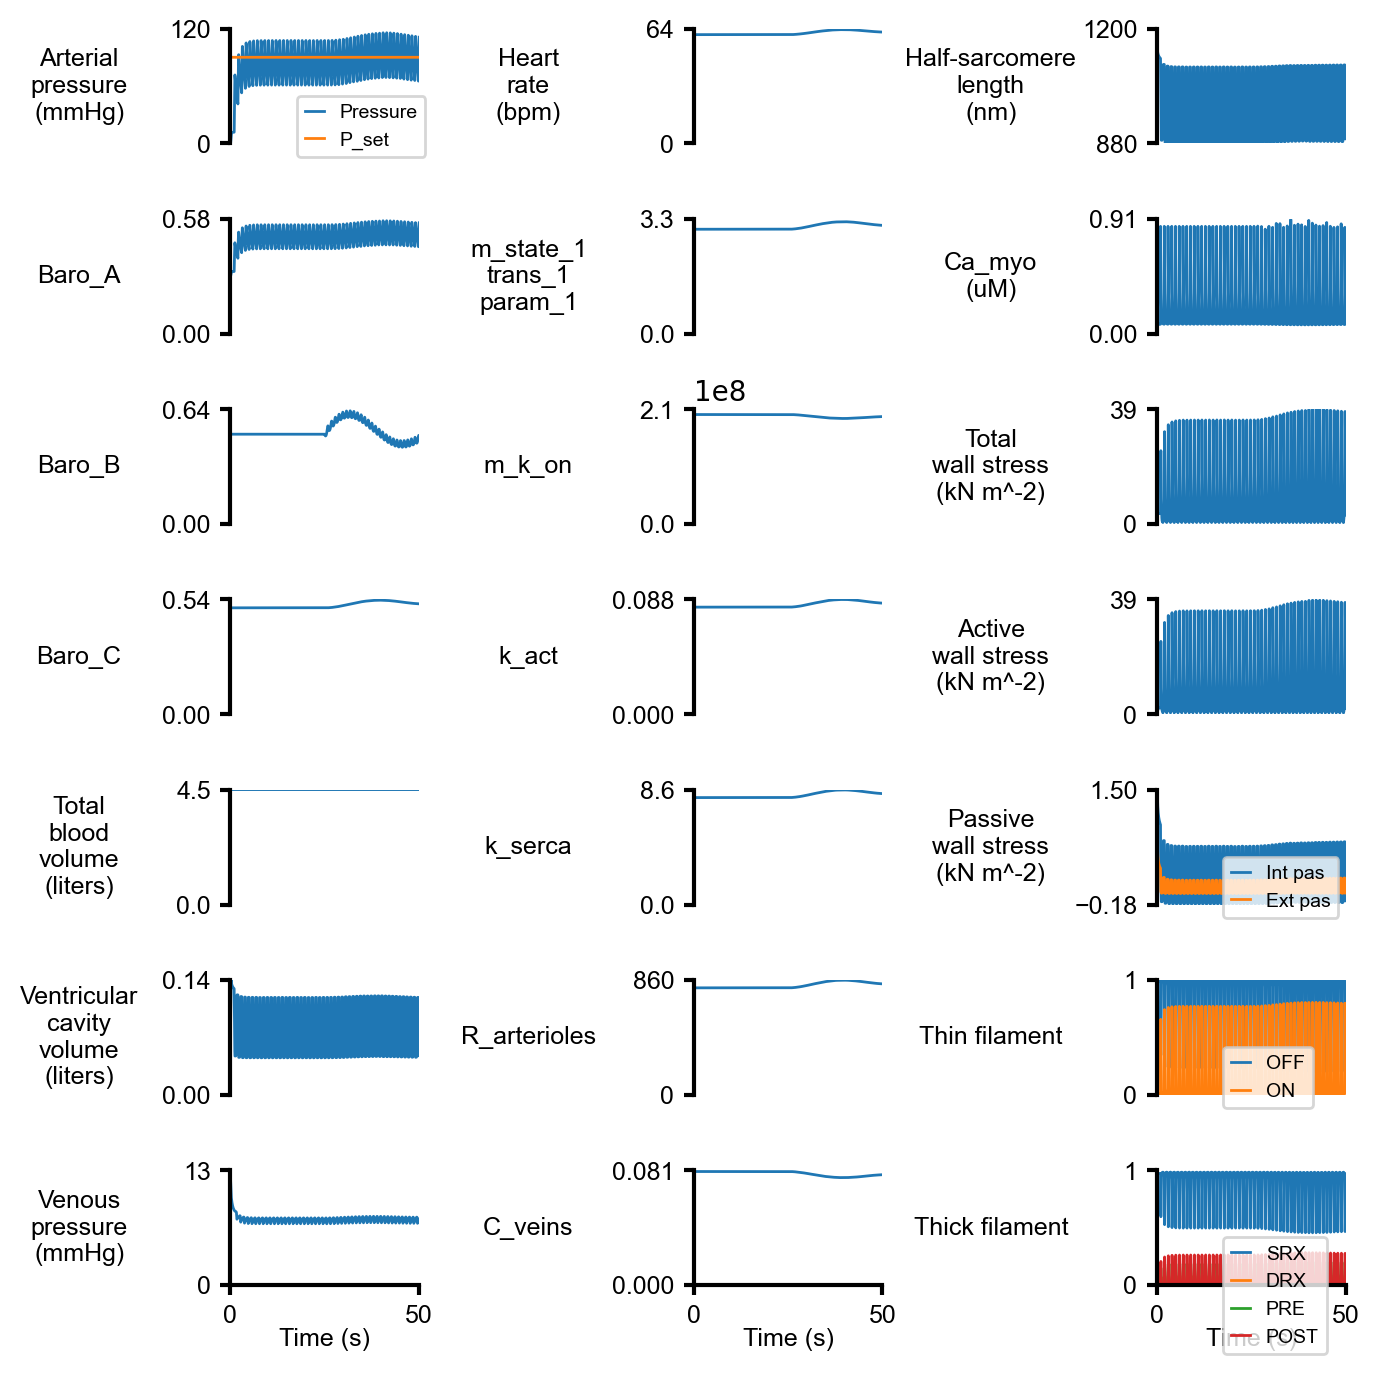 120
Arterial
pressure
(mmHg)
0
Pressure
P_set
64
Heart
rate
(bpm)
0
1200
Half-sarcomere
length
(nm)
880
0.58
Baro_A
0.00
3.3
m_state_1
trans_1
param_1
0.0
0.91
Ca_myo
(uM)
0.00
0.64
Baro_B
0.00
1e8
2.1
m_k_on
0.0
39
Total
wall stress
(kN m^-2)
0
0.54
Baro_C
0.00
0.088
k_act
0.000
39
Active
wall stress
(kN m^-2)
0
4.5
Total
blood
volume
(liters)
0.0
8.6
k_serca
0.0
1.50
Passive
wall stress
(kN m^-2)
−0.18
Int pas
Ext pas
0.14
Ventricular
cavity
volume
(liters)
0.00
860
R_arterioles
0
1
Thin filament
0
OFF
ON
13
Venous
pressure
(mmHg)
0
0 50
Time (s)
0.081
C_veins
0.000
0 50
Time (s)
1
Thick filament
0
SRX
DRX
PRE
POST
0 50
Time (s)